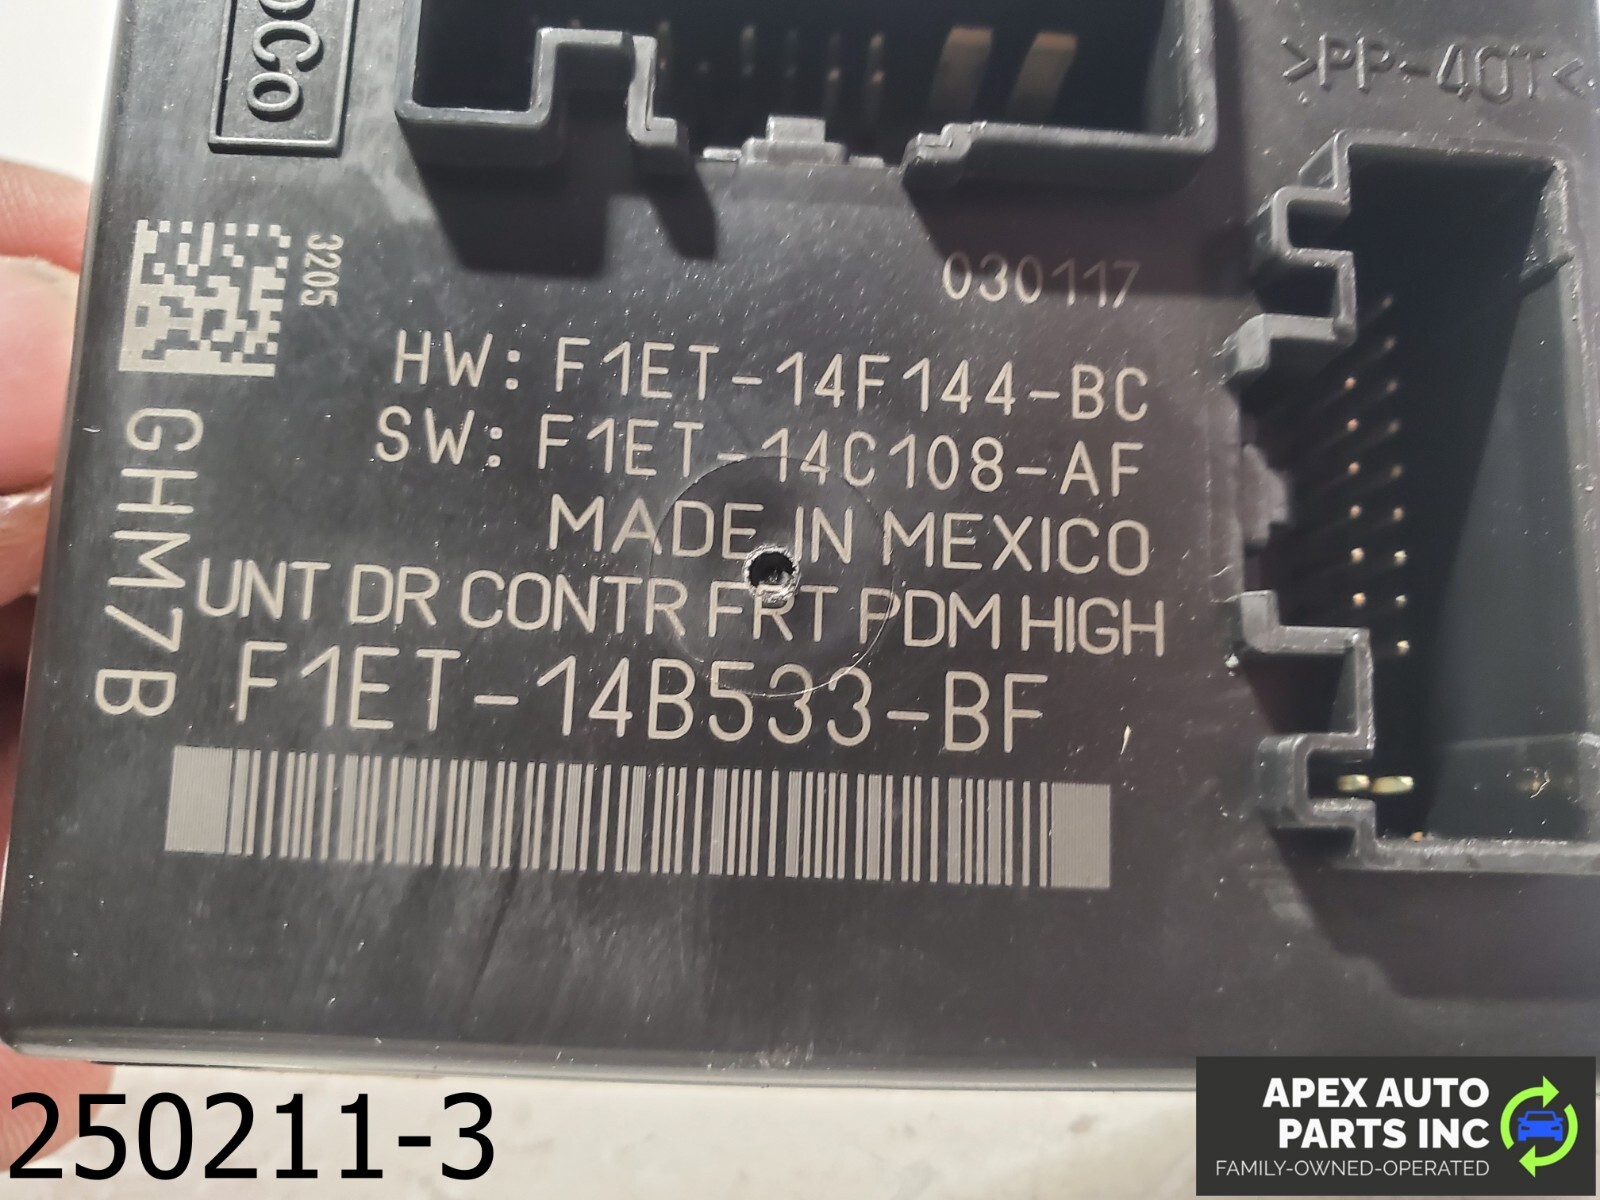 >PP-40T<
3205
030117
HW: F1ET-14F144-BC
SW: F1ET-14C108-AF
MADE IN MEXICO
UNT DR CONTR FRT PDM HIGH
F1ET-14B533-BF
GHM7B
250211-3
APEX AUTO
PARTS INC
FAMILY-OWNED-OPERATED